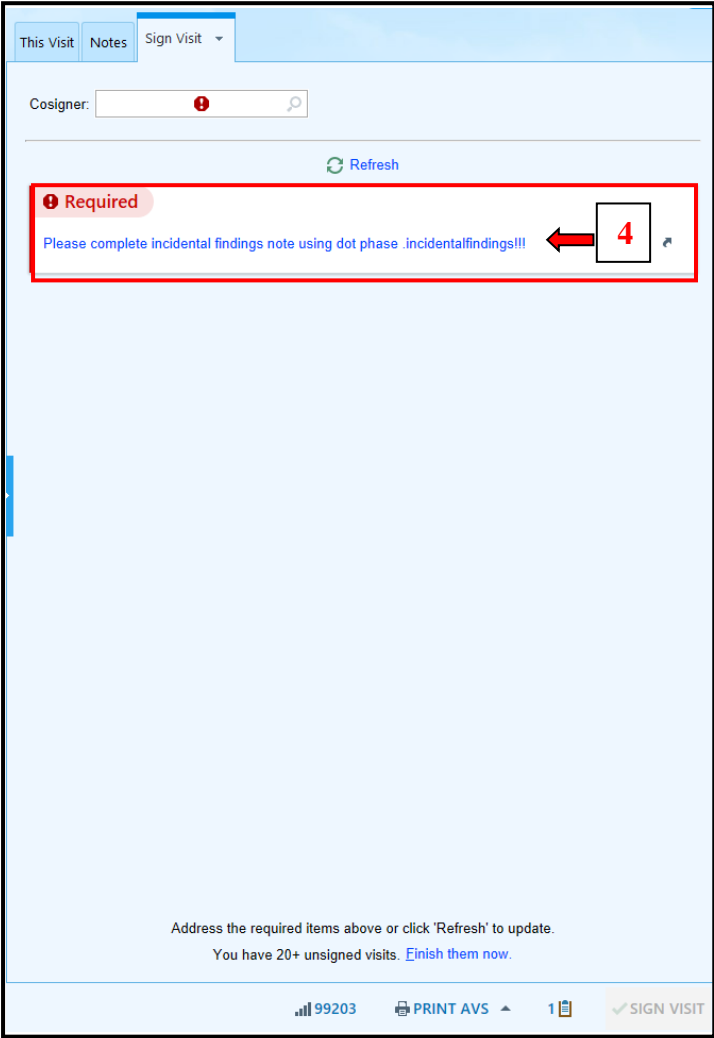 This Visit Notes Sign Visit
Cosigner:
Refresh
Required
Please complete incidental findings note using dot phase .incidentalfindings!!!
4
Address the required items above or click 'Refresh' to update.
You have 20+ unsigned visits. Finish them now.
99203 PRINT AVS 1 SIGN VISIT